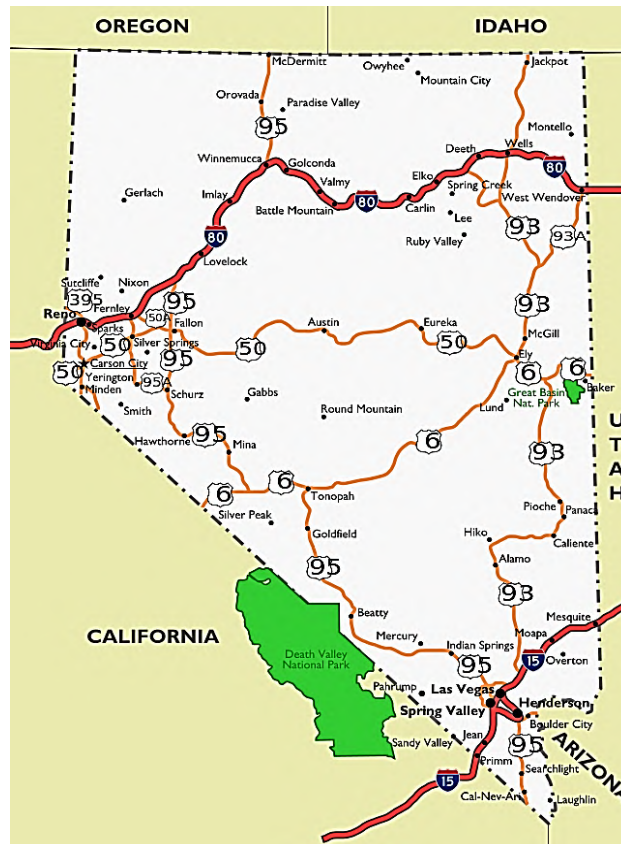 OREGON
IDAHO
McDermitt
Owyhee
Jackpot
Mountain City
Orovada
Paradise Valley
95
Montello
Deeth
Wells
Winnemucca
Golconda
80
Elko
Valmy
Spring Creek
West Wendover
Gerlach
Imlay
80
Battle Mountain
Carlin
Lee
93
93A
80
Ruby Valley
Lovelock
Sutcliffe
Nixon
395
95
93
Reno
Fernley
50A
Sparks
Fallon
Austin
Eureka
McGill
Virginia City
50
Silver Springs
50
50
Ely
50
Carson City
95
6
6
Yerington
95A
Baker
Minden
Schurz
Gabbs
Lund
Great Basin
Nat. Park
Smith
Round Mountain
U
T
A
H
Hawthorne
95
Mina
6
93
6
6
Tonopah
Pioche
Silver Peak
Panaca
Goldfield
Hiko
Caliente
95
Alamo
93
Beatty
CALIFORNIA
Mercury
Indian Springs
Moapa
Mesquite
Death Valley
National Park
95
15
Overton
Pahrump
Las Vegas
Spring Valley
Henderson
Boulder City
ARIZONA
Sandy Valley
Jean
95
Primm
Searchlight
15
Cal-Nev-Ari
Laughlin